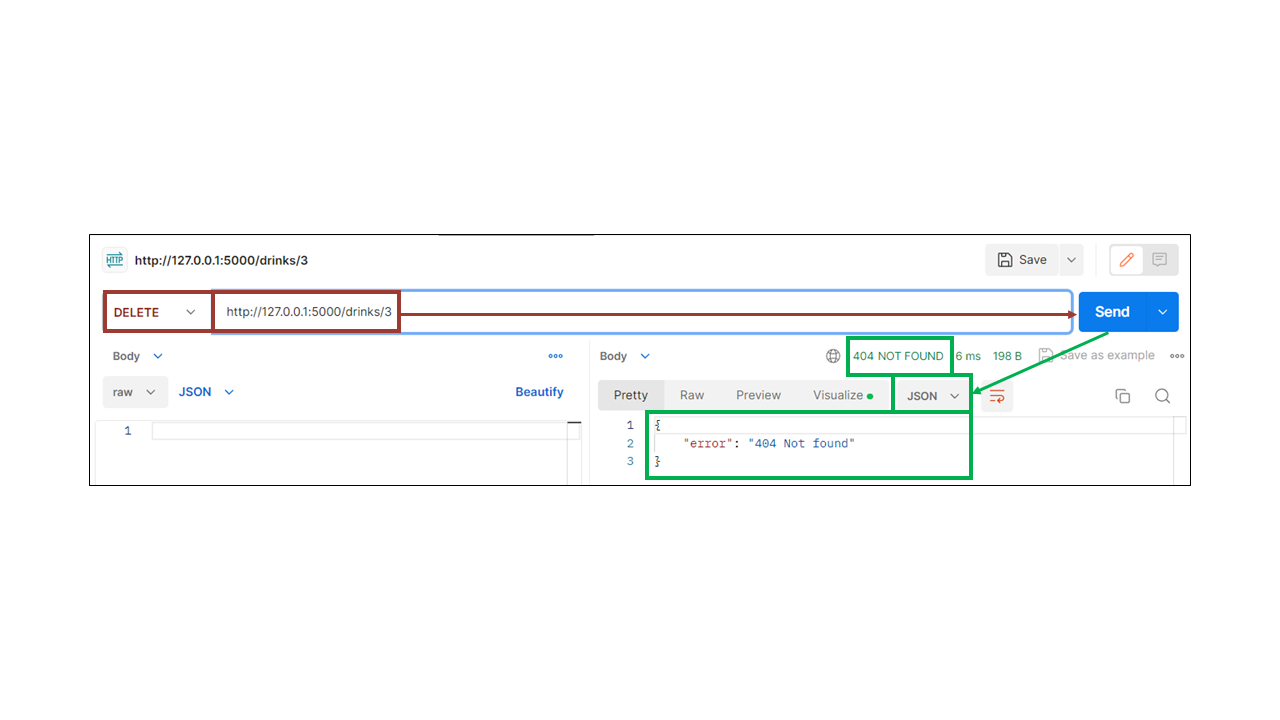 HTTP http://127.0.0.1:5000/drinks/3 Save
DELETE http://127.0.0.1:5000/drinks/3 Send
Body Body 404 NOT FOUND 6 ms 198 B Save as example
raw JSON Beautify Pretty Raw Preview Visualize JSON
1 1 {
2 "error": "404 Not found"
3 }